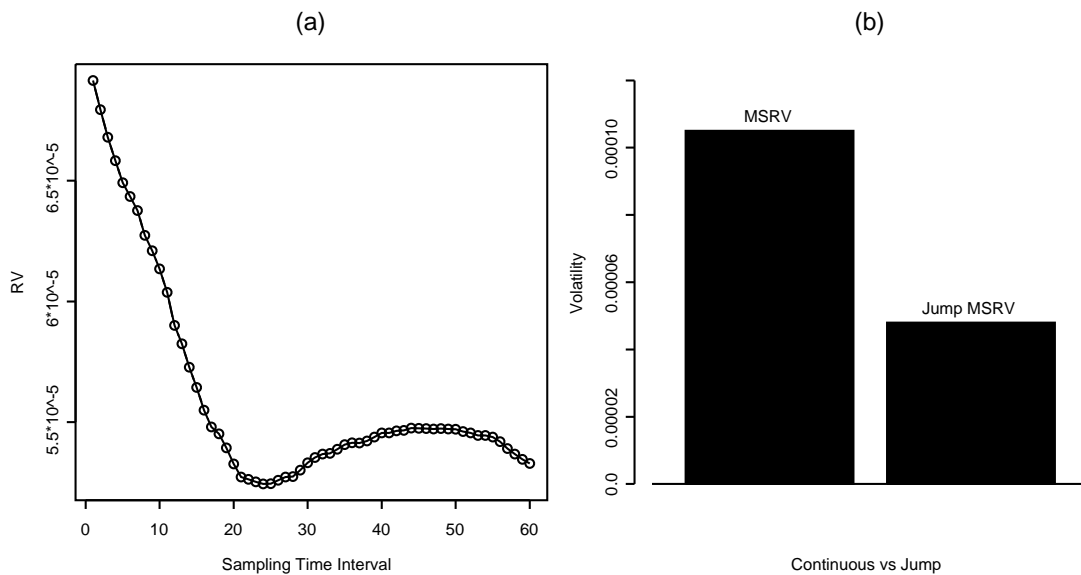 (a)
RV
6.5*10^-5
6*10^-5
5.5*10^-5
0 10 20 30 40 50 60
Sampling Time Interval
(b)
Volatility
0.00010
0.00006
0.00002
0.0
MSRV
Jump MSRV
Continuous vs Jump